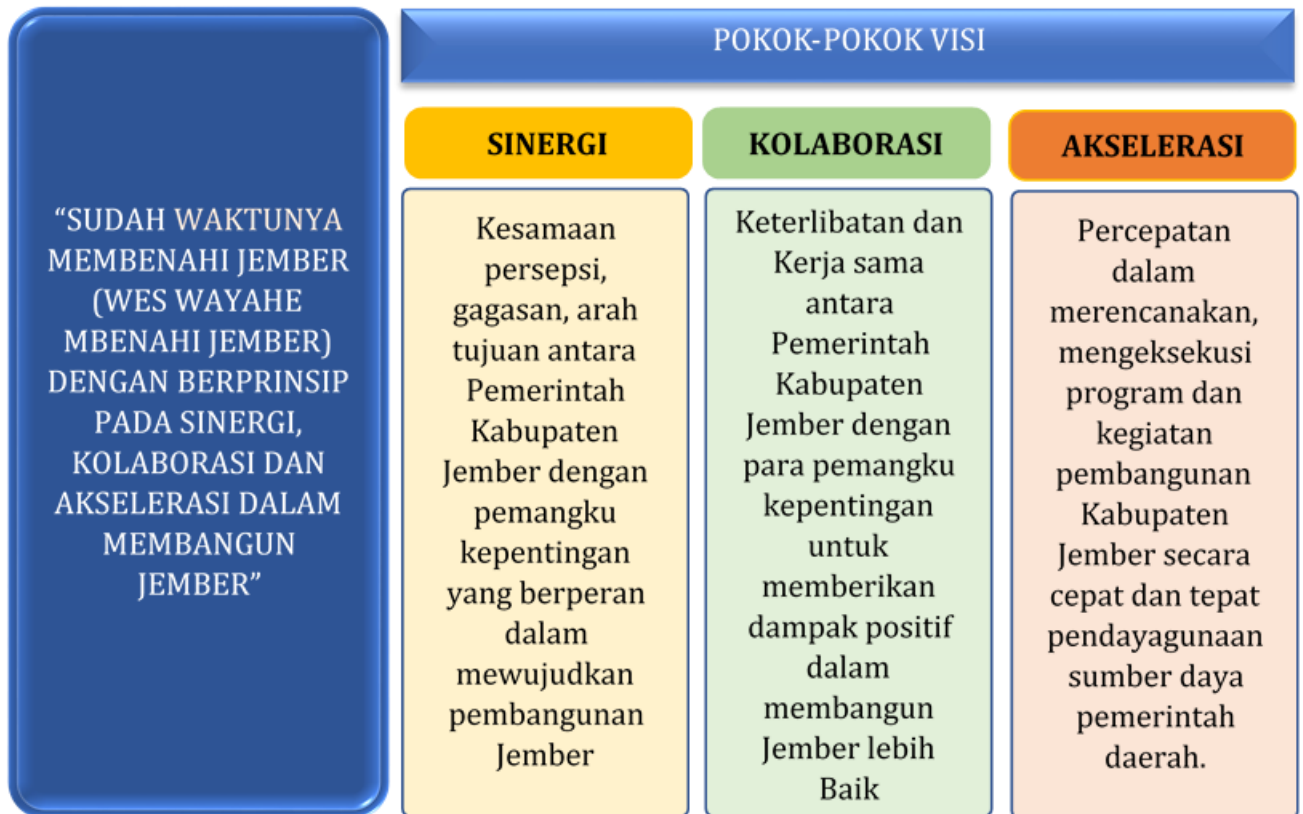 “SUDAH WAKTUNYA
MEMBENAHI JEMBER
(WES WAYAHE
MBENAHI JEMBER)
DENGAN BERPRINSIP
PADA SINERGI,
KOLABORASI DAN
AKSELERASI DALAM
MEMBANGUN
JEMBER”
POKOK-POKOK VISI
SINERGI
Kesamaan
persepsi,
gagasan, arah
tujuan antara
Pemerintah
Kabupaten
Jember dengan
pemangku
kepentingan
yang berperan
dalam
mewujudkan
pembangunan
Jember
KOLABORASI
Keterlibatan dan
Kerja sama
antara
Pemerintah
Kabupaten
Jember dengan
para pemangku
kepentingan
untuk
memberikan
dampak positif
dalam
membangun
Jember lebih
Baik
AKSELERASI
Percepatan
dalam
merencanakan,
mengeksekusi
program dan
kegiatan
pembangunan
Kabupaten
Jember secara
cepat dan tepat
pendayagunaan
sumber daya
pemerintah
daerah.